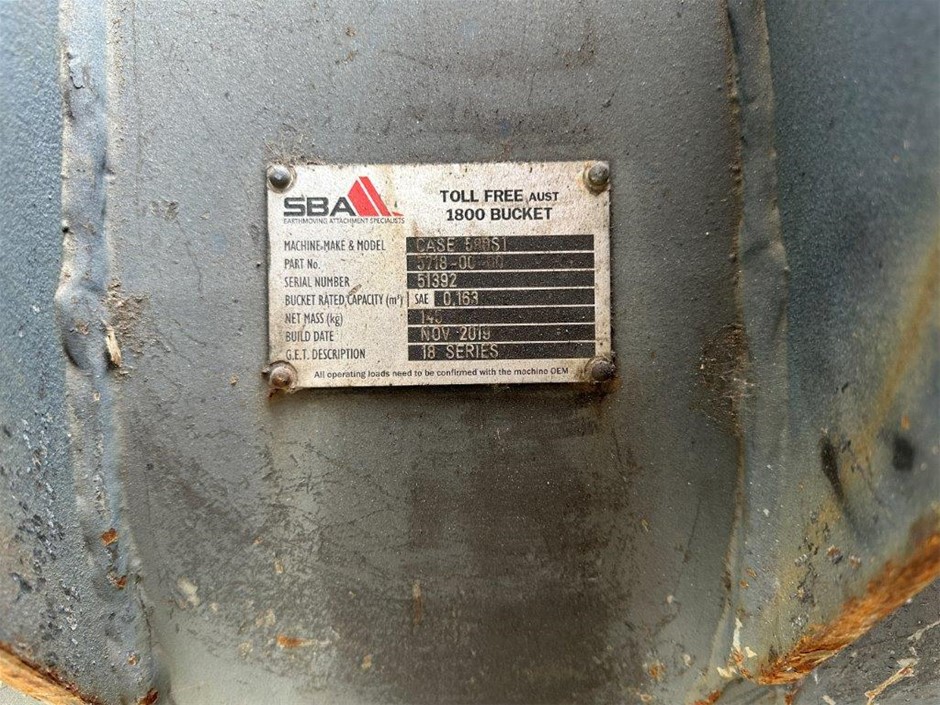 SBA
EARTHMOVING ATTACHMENT SPECIALISTS
TOLL FREE AUST
1800 BUCKET
MACHINE-MAKE & MODEL CASE
PART No.
SERIAL NUMBER 51392
BUCKET RATED CAPACITY (m³) SAE 0.163
NET MASS (kg)
BUILD DATE NOV 2019
G.E.T. DESCRIPTION 18 SERIES
All operating loads need to be confirmed with the machine OEM